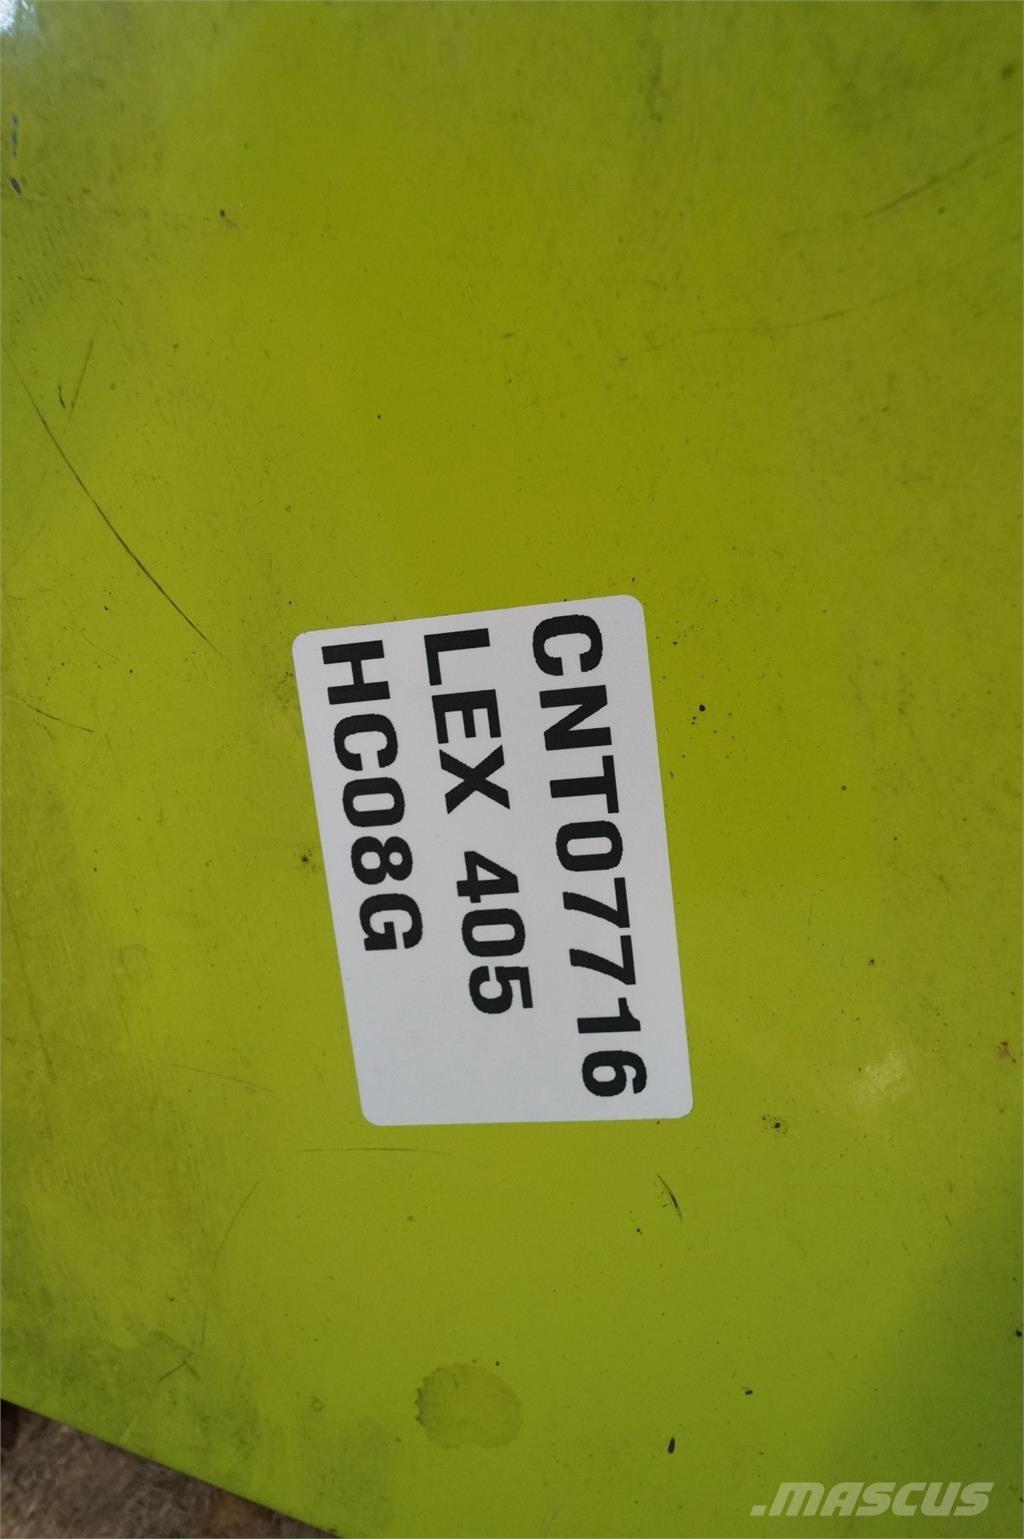 CNT07716
LEX 405
HC08G
.MASCUS